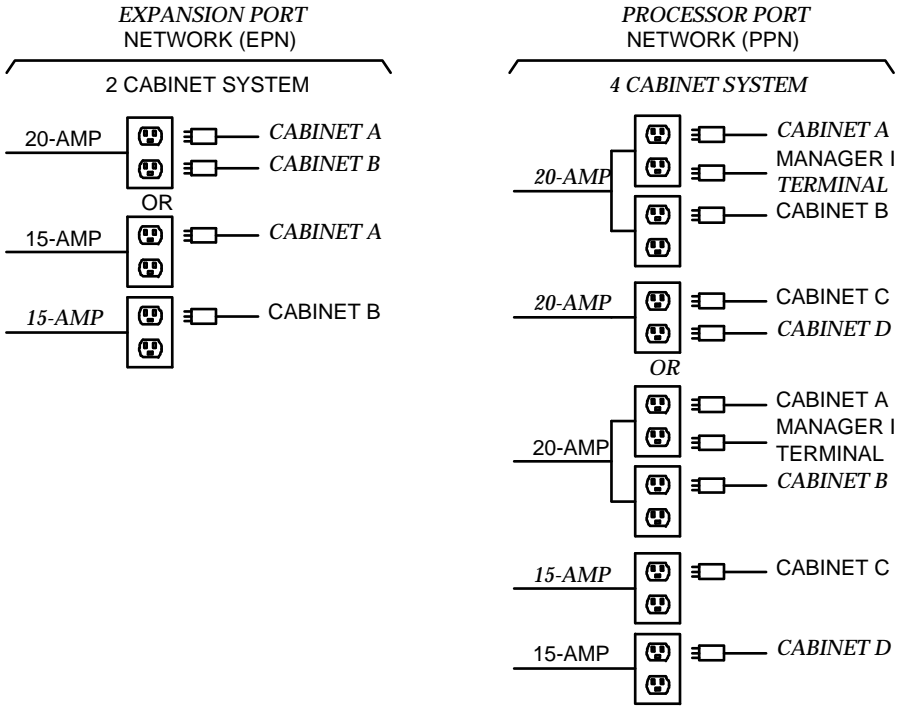 EXPANSION PORT
NETWORK (EPN)
2 CABINET SYSTEM
20-AMP
CABINET A
CABINET B
OR
15-AMP
CABINET A
15-AMP
CABINET B
PROCESSOR PORT
NETWORK (PPN)
4 CABINET SYSTEM
20-AMP
CABINET A
MANAGER I
TERMINAL
CABINET B
20-AMP
CABINET C
CABINET D
OR
20-AMP
CABINET A
MANAGER I
TERMINAL
CABINET B
15-AMP
CABINET C
15-AMP
CABINET D